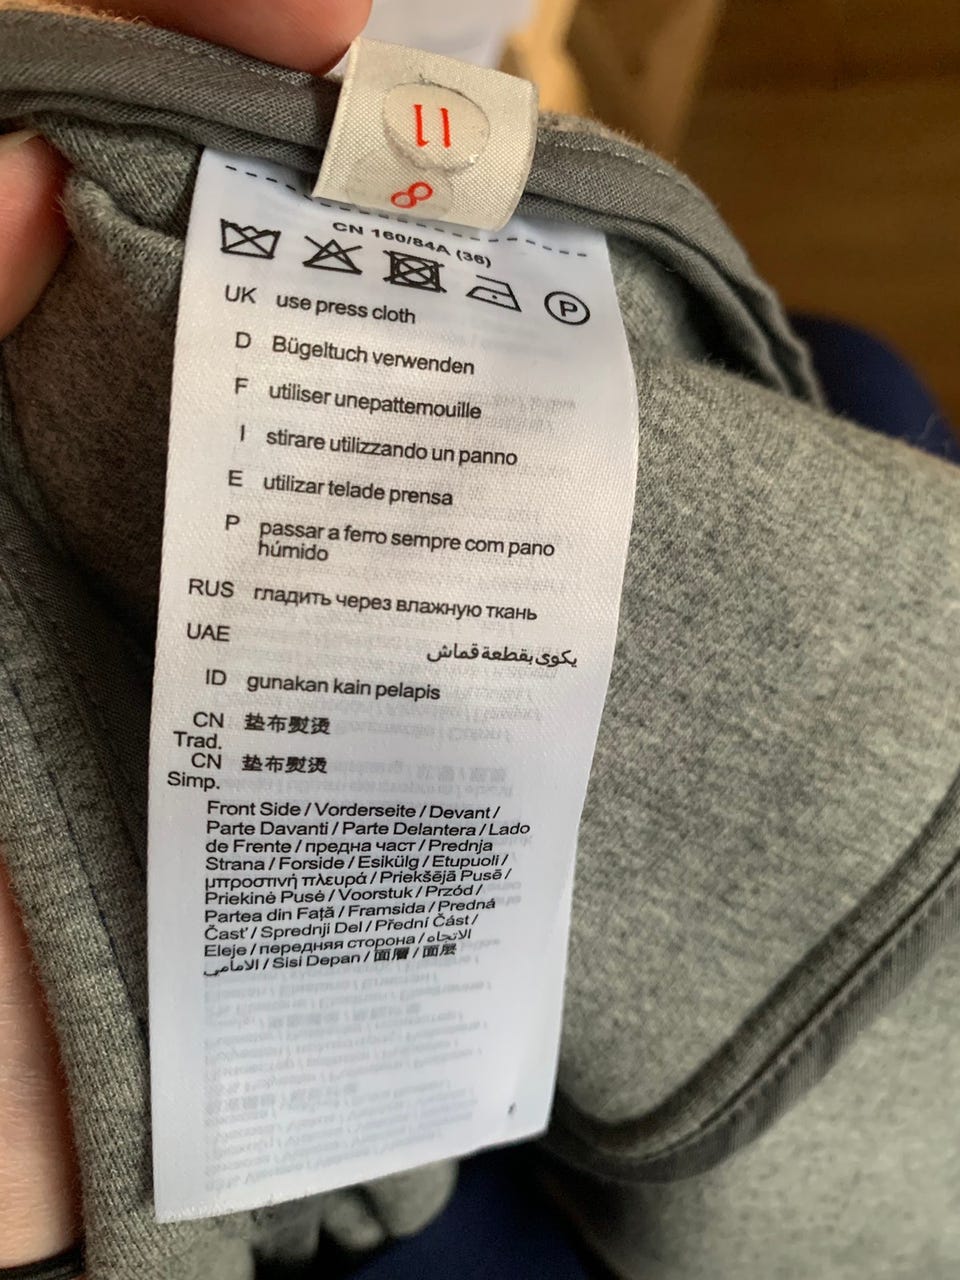 11
8
CN 160/84A (36)
P
UK use press cloth
D Bügeltuch verwenden
F utiliser unepattemouille
I stirare utilizzando un panno
E utilizar telade prensa
P passar a ferro sempre com pano
húmido
RUS гладить через влажную ткань
UAE يكوى بقطعة قماش
ID gunakan kain pelapis
CN 垫布熨烫
Trad.
CN 垫布熨烫
Simp.
Front Side / Vorderseite / Devant /
Parte Davanti / Parte Delantera / Lado
de Frente / предна част / Prednja
Strana / Forside / Esikülg / Etupuoli /
μπροστινή πλευρά / Priekšējā Pusē /
Priekinė Pusė / Voorstuk / Przód /
Partea din Faţă / Framsida / Predná
Čast' / Sprednji Del / Přední Část /
Eleje / передняя сторона / الاتجاه
الامامي / Sisi Depan / 面層 / 面层